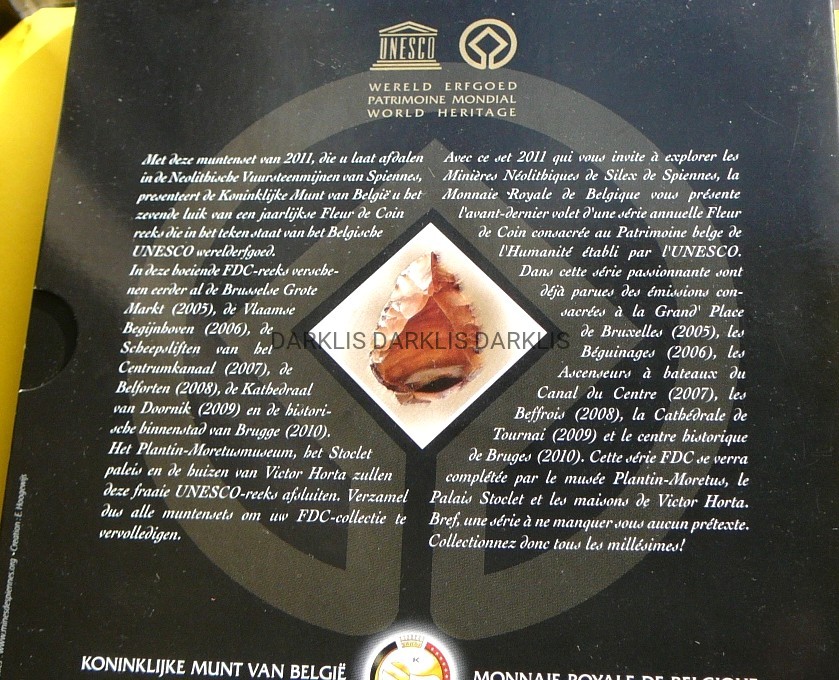 UNESCO
WERELD ERFGOED
PATRIMOINE MONDIAL
WORLD HERITAGE
Met deze muntenset van 2011, die u laat afdalen
in de Neolithische Vuursteenmijnen van Spiennes,
presenteert de Koninklijke Munt van België u het
zevende luik van een jaarlijkse Fleur de Coin
reeks die in het teken staat van het Belgische
UNESCO werelderfgoed.
In deze boeiende FDC-reeks versche-
nen eerder al de Brusselse Grote
Markt (2005), de Vlaamse
Begijnhoven (2006), de
Scheepsliften van het
Centrumkanaal (2007), de
Belforten (2008), de Kathedraal
van Doornik (2009) en de histori-
sche binnenstad van Brugge (2010).
Het Plantin-Moretusmuseum, het Stoclet
paleis en de huizen van Victor Horta zullen
deze fraaie UNESCO-reeks afsluiten. Verzamel
dus alle muntensets om uw FDC-collectie te
vervolledigen.
Avec ce set 2011 qui vous invite à explorer les
Minières Néolithiques de Silex de Spiennes, la
Monnaie Royale de Belgique vous présente
l'avant-dernier volet d'une série annuelle Fleur
de Coin consacrée au Patrimoine belge de
l'Humanité établi par l'UNESCO.
Dans cette série passionnante sont
déjà parues des émissions con-
sacrées à la Grand' Place
de Bruxelles (2005), les
Béguinages (2006), les
Ascenseurs à bateaux du
Canal du Centre (2007), les
Beffrois (2008), la Cathédrale de
Tournai (2009) et le centre historique
de Bruges (2010). Cette série FDC se verra
complétée par le musée Plantin-Moretus, le
Palais Stoclet et les maisons de Victor Horta.
Bref, une série à ne manquer sous aucun prétexte.
Collectionnez donc tous les millésimes!
DARKLIS DARKLIS DARKLIS
www.minesdespiennes.org - Création : E. Hoogewijs
KONINKLIJKE MUNT VAN BELGIË
K
MONNAIE ROYALE DE BELGIQUE